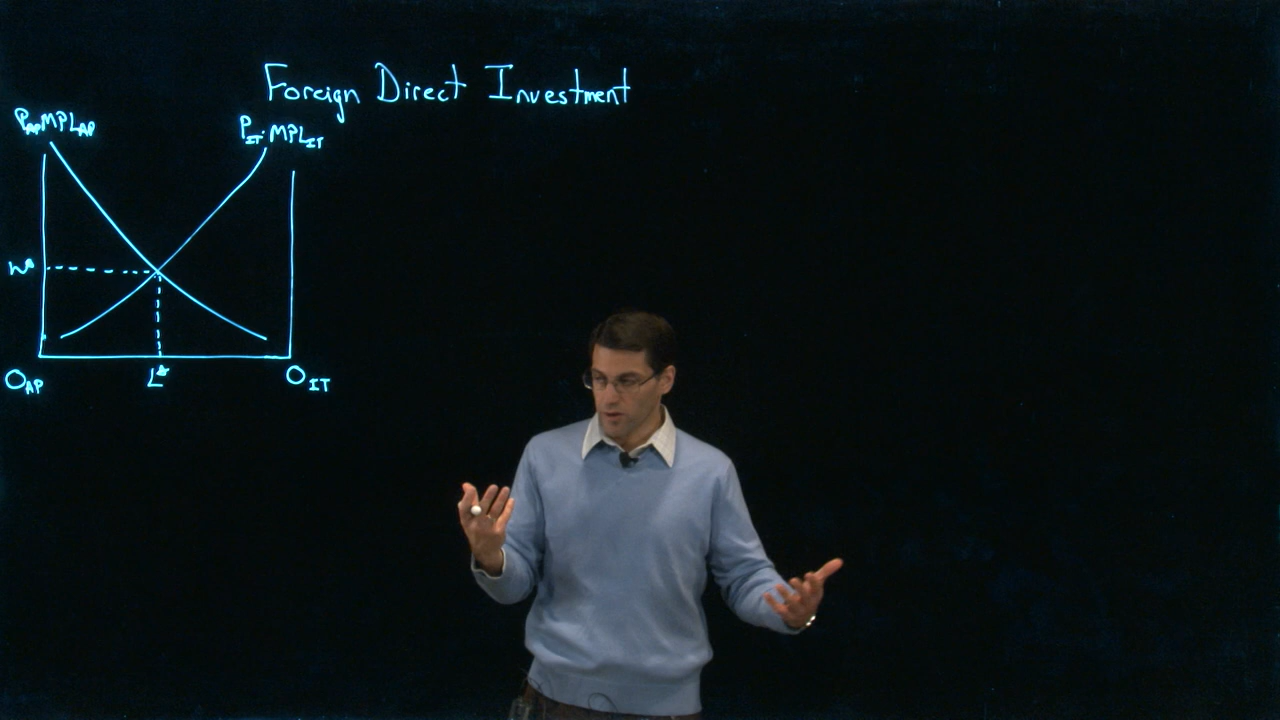 Foreign Direct Investment
P_AP MPL_AP
P_IT · MPL_IT
W*
O_AP
L*
O_IT